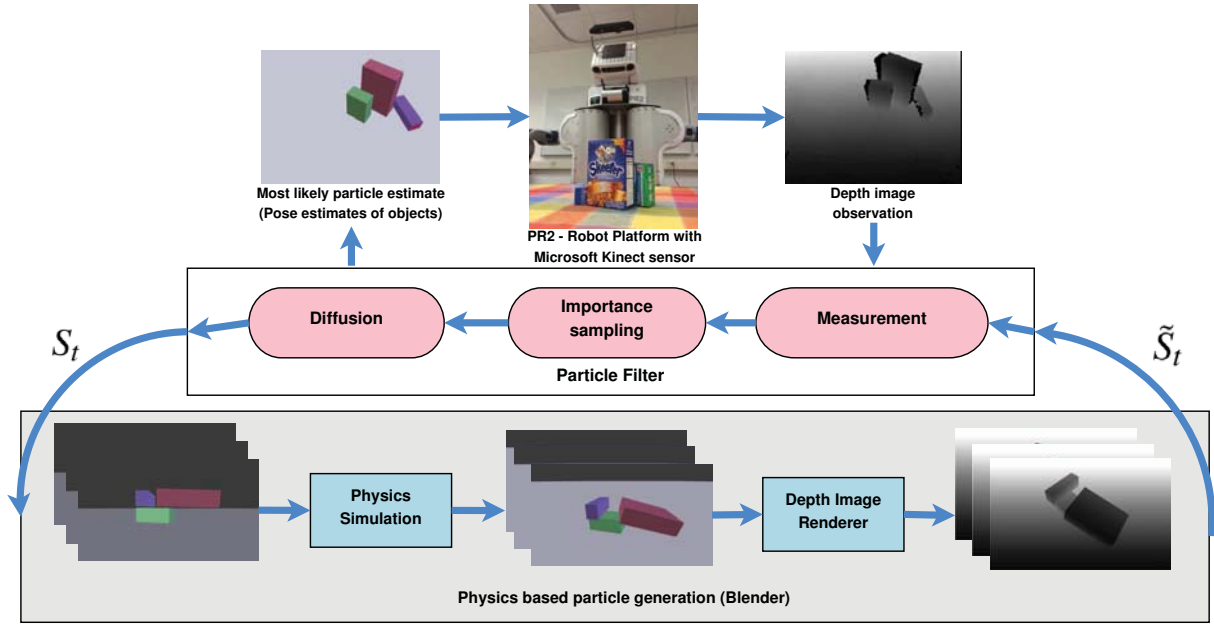 Most likely particle estimate
(Pose estimates of objects)
PR2 - Robot Platform with
Microsoft Kinect sensor
Depth image
observation
Diffusion
Importance
sampling
Measurement
Particle Filter
S_t
S̃_t
Physics
Simulation
Depth Image
Renderer
Physics based particle generation (Blender)